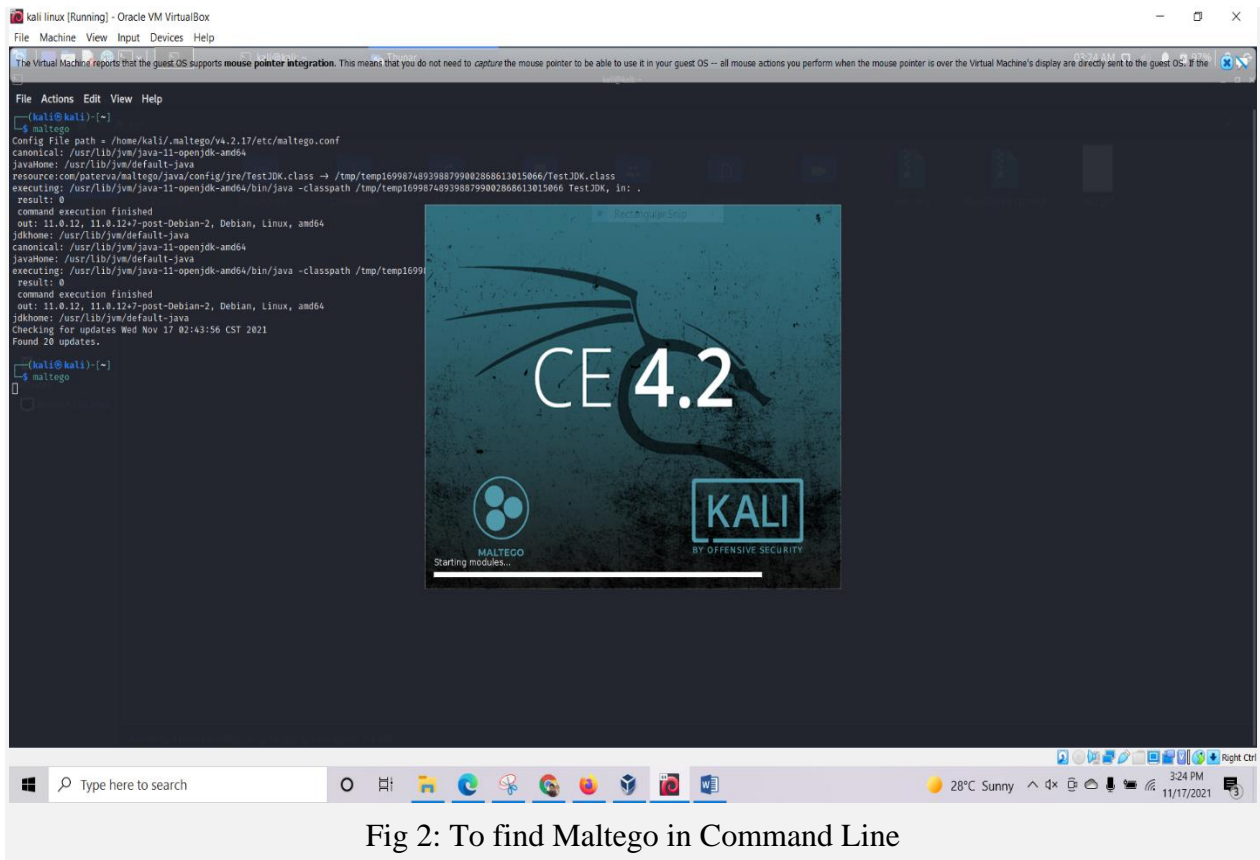 kali linux [Running] - Oracle VM VirtualBox
File Machine View Input Devices Help
The Virtual Machine reports that the guest OS supports mouse pointer integration. This means that you do not need to capture the mouse pointer to be able to use it in your guest OS -- all mouse actions you perform when the mouse pointer is over the Virtual Machine's display are directly sent to the guest OS. If the
File Actions Edit View Help
(kali㉿kali)-[~]
$ maltego
Config File path = /home/kali/.maltego/v4.2.17/etc/maltego.conf
canonical: /usr/lib/jvm/java-11-openjdk-amd64
javaHome: /usr/lib/jvm/default-java
resource:com/paterva/maltego/java/config/jre/TestJDK.class → /tmp/temp16998748939887990028686130150​66/TestJDK.class
executing: /usr/lib/jvm/java-11-openjdk-amd64/bin/java -classpath /tmp/temp1699874893988799002868613015066 TestJDK, in: .
result: 0
command execution finished
out: 11.0.12, 11.0.12+7-post-Debian-2, Debian, Linux, amd64
jdkhome: /usr/lib/jvm/default-java
canonical: /usr/lib/jvm/java-11-openjdk-amd64
javaHome: /usr/lib/jvm/default-java
executing: /usr/lib/jvm/java-11-openjdk-amd64/bin/java -classpath /tmp/temp1699
result: 0
command execution finished
out: 11.0.12, 11.0.12+7-post-Debian-2, Debian, Linux, amd64
jdkhome: /usr/lib/jvm/default-java
Checking for updates Wed Nov 17 02:43:56 CST 2021
Found 20 updates.
(kali㉿kali)-[~]
$ maltego
Rectangular Snip
CE 4.2
MALTEGO
KALI
BY OFFENSIVE SECURITY
Starting modules...
Right Ctrl
Type here to search
28°C Sunny
3:24 PM
11/17/2021
Fig 2: To find Maltego in Command Line